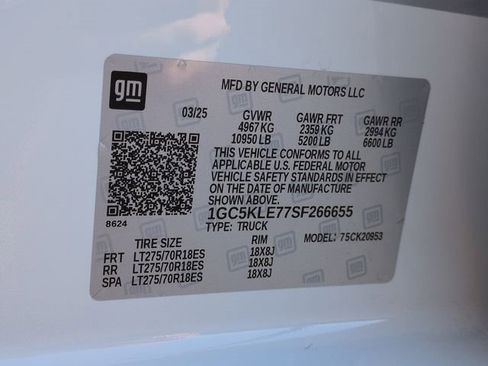 gm
MFD BY GENERAL MOTORS LLC
03/25 GVWR GAWR FRT GAWR RR
4967 KG 2359 KG 2994 KG
10950 LB 5200 LB 6600 LB
THIS VEHICLE CONFORMS TO ALL
APPLICABLE U.S. FEDERAL MOTOR
VEHICLE SAFETY STANDARDS IN EFFECT
ON THE DATE OF MANUFACTURE
SHOWN ABOVE.
1GC5KLE77SF266655
8624 TYPE: TRUCK
TIRE SIZE RIM MODEL: 75CK20953
FRT LT275/70R18ES 18X8J
RR LT275/70R18ES 18X8J
SPA LT275/70R18ES 18X8J